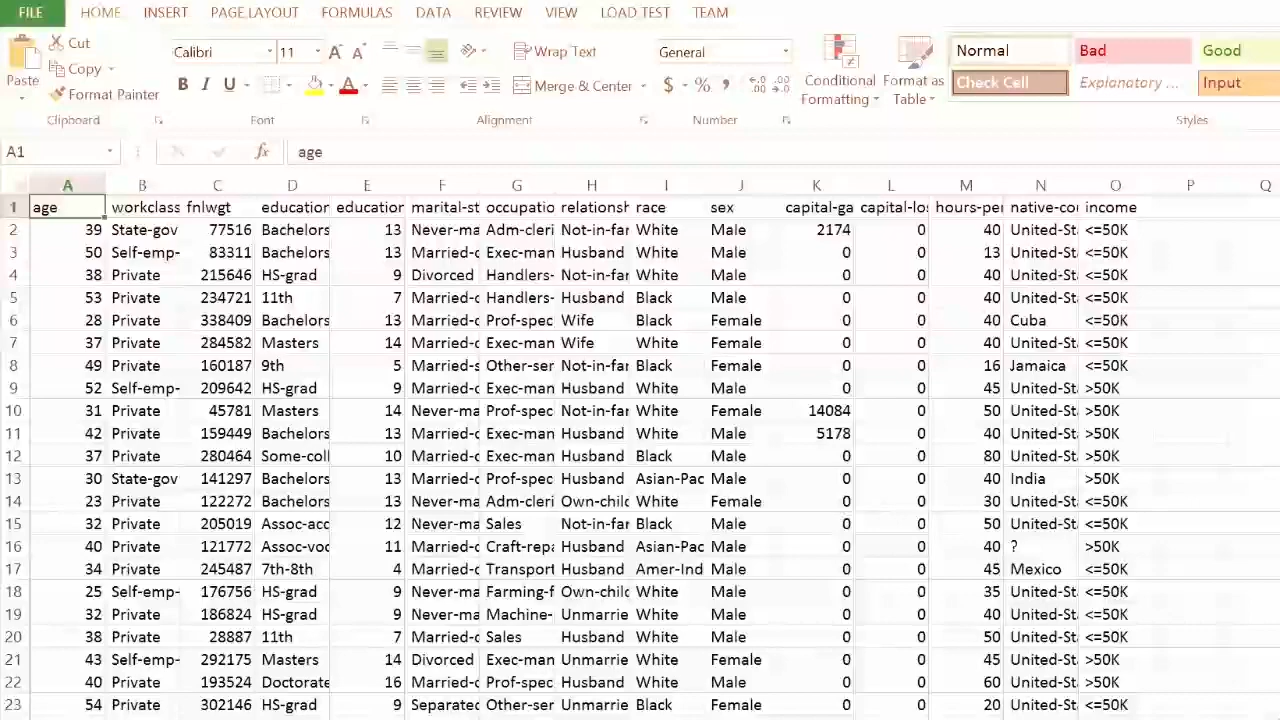 FILE HOME INSERT PAGE LAYOUT FORMULAS DATA REVIEW VIEW LOAD TEST TEAM
Cut
Copy
Format Painter
Paste
Clipboard
Calibri 11
B I U
Font
Wrap Text
Merge & Center
Alignment
General
$ % ,
Number
Conditional Formatting
Format as Table
Normal Bad Good
Check Cell Explanatory ... Input
Styles
A1 fx age
A B C D E F G H I J K L M N O P Q
1 age workclass fnlwgt education education marital-st occupatio relationsh race sex capital-ga capital-los hours-per native-cou income
2 39 State-gov 77516 Bachelors 13 Never-ma Adm-cleri Not-in-far White Male 2174 0 40 United-St <=50K
3 50 Self-emp- 83311 Bachelors 13 Married-c Exec-man Husband White Male 0 0 13 United-St <=50K
4 38 Private 215646 HS-grad 9 Divorced Handlers- Not-in-far White Male 0 0 40 United-St <=50K
5 53 Private 234721 11th 7 Married-c Handlers- Husband Black Male 0 0 40 United-St <=50K
6 28 Private 338409 Bachelors 13 Married-c Prof-spec Wife Black Female 0 0 40 Cuba <=50K
7 37 Private 284582 Masters 14 Married-c Exec-man Wife White Female 0 0 40 United-St <=50K
8 49 Private 160187 9th 5 Married-s Other-ser Not-in-far Black Female 0 0 16 Jamaica <=50K
9 52 Self-emp- 209642 HS-grad 9 Married-c Exec-man Husband White Male 0 0 45 United-St >50K
10 31 Private 45781 Masters 14 Never-ma Prof-spec Not-in-far White Female 14084 0 50 United-St >50K
11 42 Private 159449 Bachelors 13 Married-c Exec-man Husband White Male 5178 0 40 United-St >50K
12 37 Private 280464 Some-coll 10 Married-c Exec-man Husband Black Male 0 0 80 United-St >50K
13 30 State-gov 141297 Bachelors 13 Married-c Prof-spec Husband Asian-Pac Male 0 0 40 India >50K
14 23 Private 122272 Bachelors 13 Never-ma Adm-cleri Own-child White Female 0 0 30 United-St <=50K
15 32 Private 205019 Assoc-acd 12 Never-ma Sales Not-in-far Black Male 0 0 50 United-St <=50K
16 40 Private 121772 Assoc-voc 11 Married-c Craft-repa Husband Asian-Pac Male 0 0 40 ? >50K
17 34 Private 245487 7th-8th 4 Married-c Transport Husband Amer-Ind Male 0 0 45 Mexico <=50K
18 25 Self-emp- 176756 HS-grad 9 Never-ma Farming-f Own-child White Male 0 0 35 United-St <=50K
19 32 Private 186824 HS-grad 9 Never-ma Machine- Unmarrie White Male 0 0 40 United-St <=50K
20 38 Private 28887 11th 7 Married-c Sales Husband White Male 0 0 50 United-St <=50K
21 43 Self-emp- 292175 Masters 14 Divorced Exec-man Unmarrie White Female 0 0 45 United-St >50K
22 40 Private 193524 Doctorate 16 Married-c Prof-spec Husband White Male 0 0 60 United-St >50K
23 54 Private 302146 HS-grad 9 Separated Other-ser Unmarrie Black Female 0 0 20 United-St <=50K